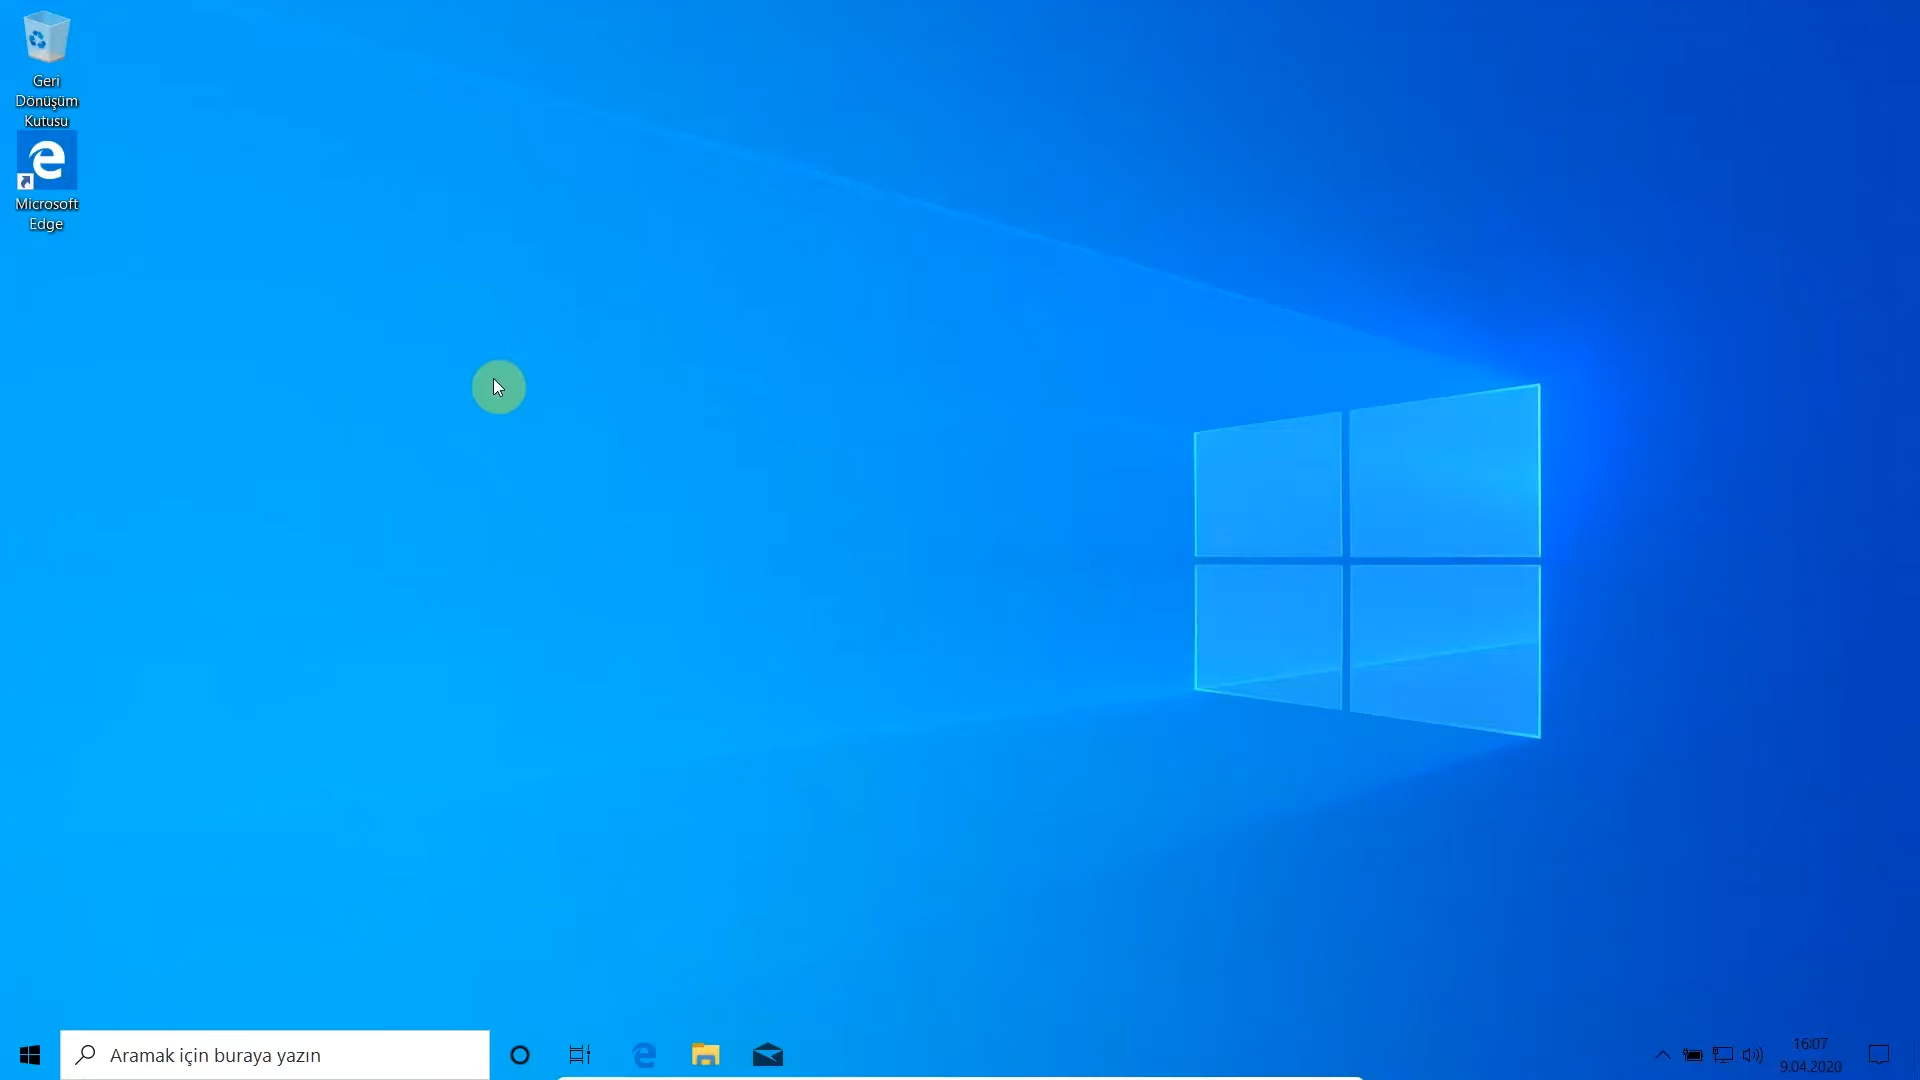 Geri
Dönüşüm
Kutusu
Microsoft
Edge
Aramak için buraya yazın
16:07
9.04.2020